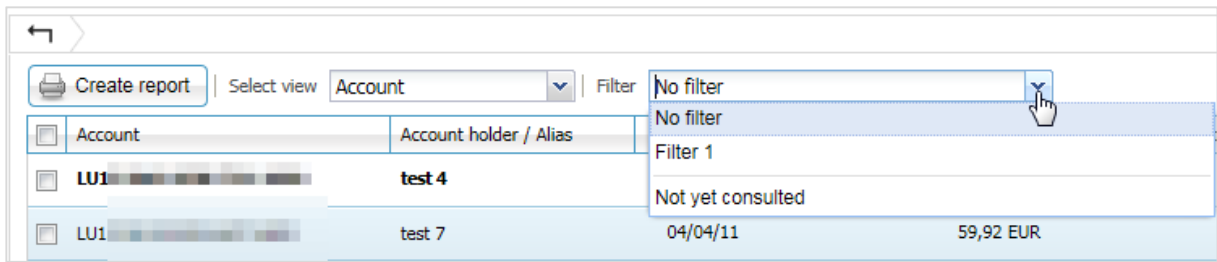 Create report Select view Account Filter No filter
No filter
Account Account holder / Alias
Filter 1
LU1 test 4
Not yet consulted
LU1 test 7 04/04/11 59,92 EUR